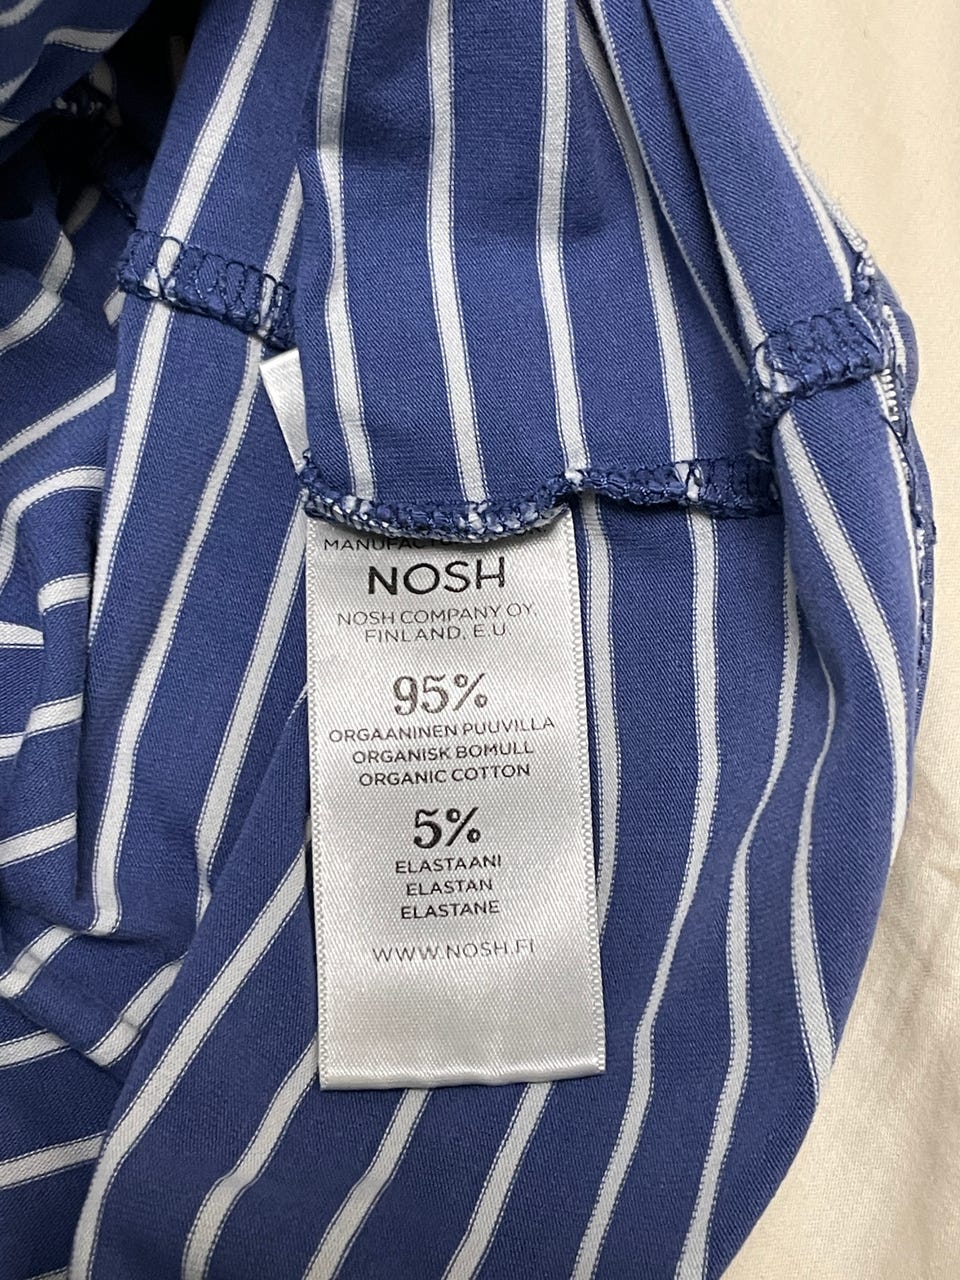 NOSH
NOSH COMPANY OY,
FINLAND, E.U.
95%
ORGAANINEN PUUVILLA
ORGANISK BOMULL
ORGANIC COTTON
5%
ELASTAANI
ELASTAN
ELASTANE
WWW.NOSH.FI